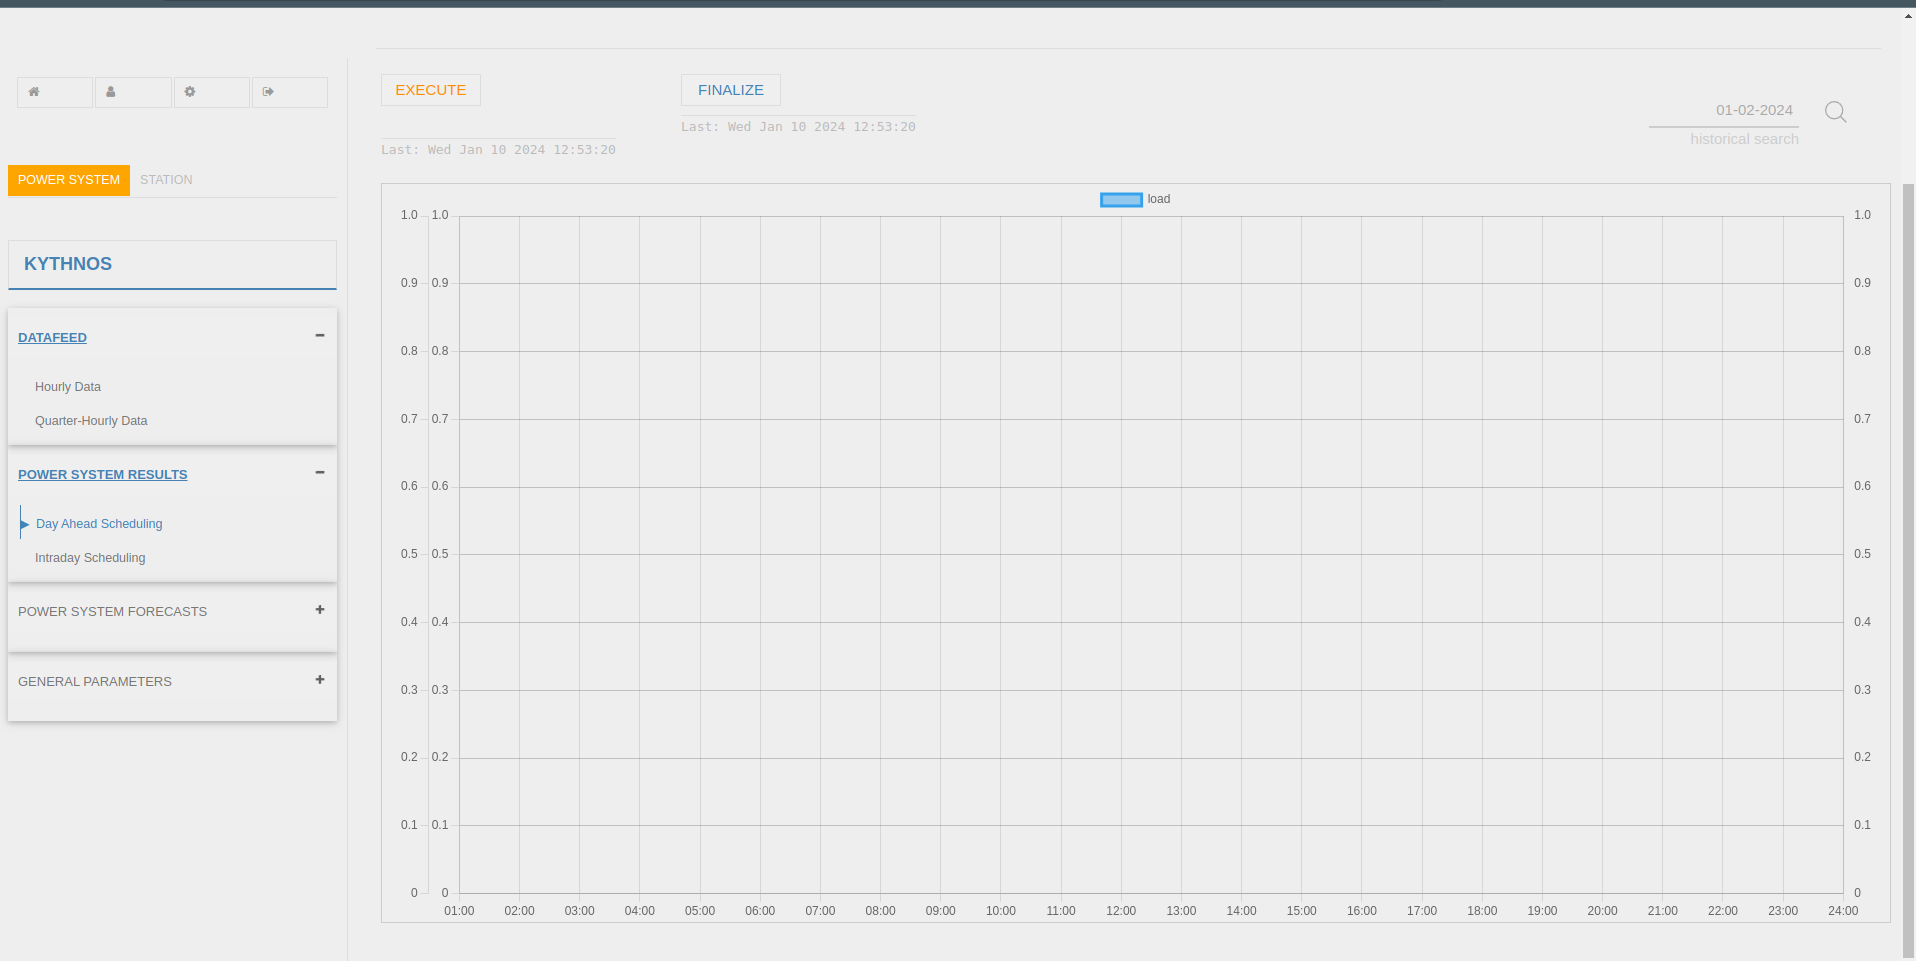 EXECUTE
Last: Wed Jan 10 2024 12:53:20
FINALIZE
Last: Wed Jan 10 2024 12:53:20
01-02-2024
historical search
POWER SYSTEM STATION
KYTHNOS
DATAFEED
Hourly Data
Quarter-Hourly Data
POWER SYSTEM RESULTS
Day Ahead Scheduling
Intraday Scheduling
POWER SYSTEM FORECASTS
GENERAL PARAMETERS
load
1.0 1.0 1.0
0.9 0.9 0.9
0.8 0.8 0.8
0.7 0.7 0.7
0.6 0.6 0.6
0.5 0.5 0.5
0.4 0.4 0.4
0.3 0.3 0.3
0.2 0.2 0.2
0.1 0.1 0.1
0 0 0
01:00 02:00 03:00 04:00 05:00 06:00 07:00 08:00 09:00 10:00 11:00 12:00 13:00 14:00 15:00 16:00 17:00 18:00 19:00 20:00 21:00 22:00 23:00 24:00